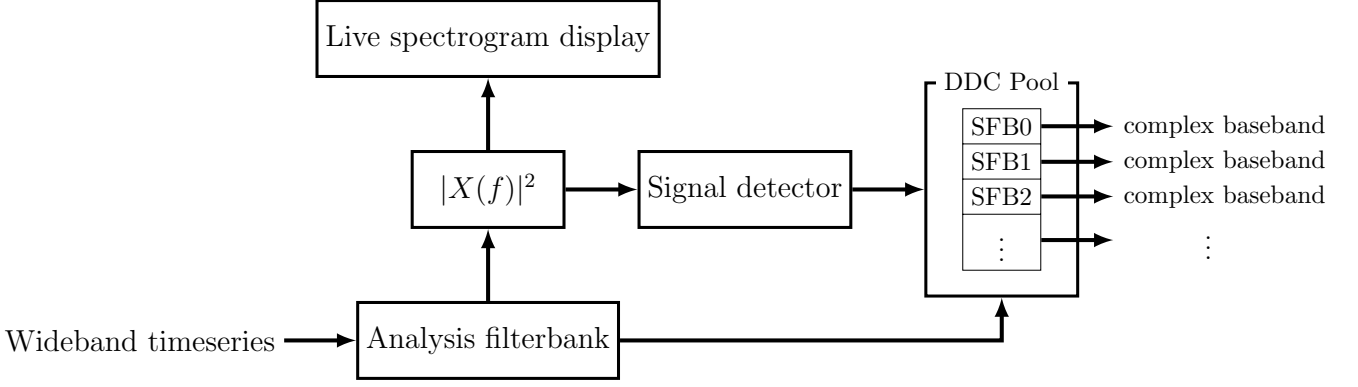 Live spectrogram display
DDC Pool
SFB0
complex baseband
SFB1
complex baseband
|X(f)|²
Signal detector
SFB2
complex baseband
⋮
⋮
Wideband timeseries
Analysis filterbank